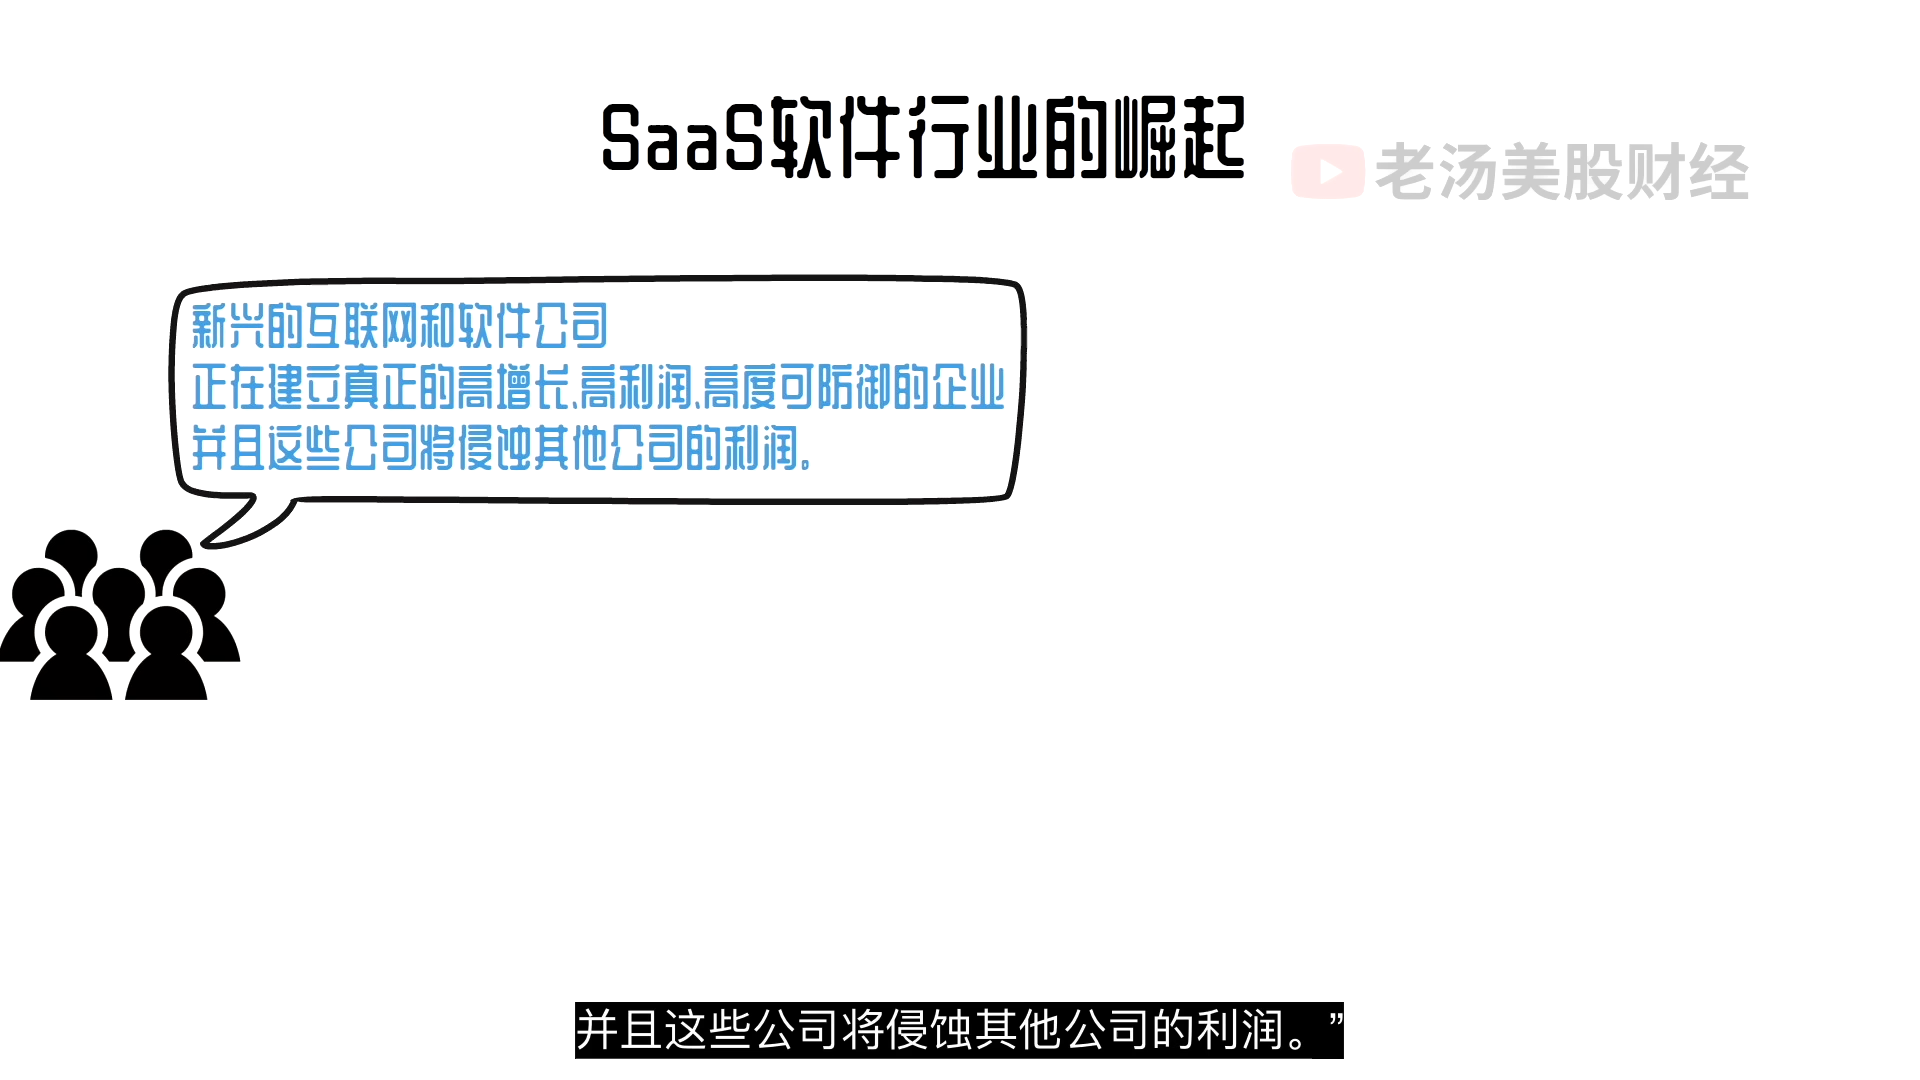 SaaS软件行业的崛起
老汤美股财经
新兴的互联网和软件公司
正在建立真正的高增长、高利润、高度可防御的企业
并且这些公司将侵蚀其他公司的利润。
并且这些公司将侵蚀其他公司的利润。”